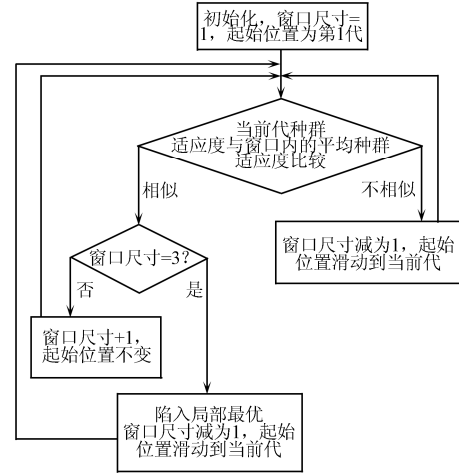 初始化，窗口尺寸=
1，起始位置为第1代
当前代种群
适应度与窗口内的平均种群
适应度比较
相似
不相似
窗口尺寸=3?
窗口尺寸减为1，起始
位置滑动到当前代
否
是
窗口尺寸+1，
起始位置不变
陷入局部最优
窗口尺寸减为1，起始
位置滑动到当前代